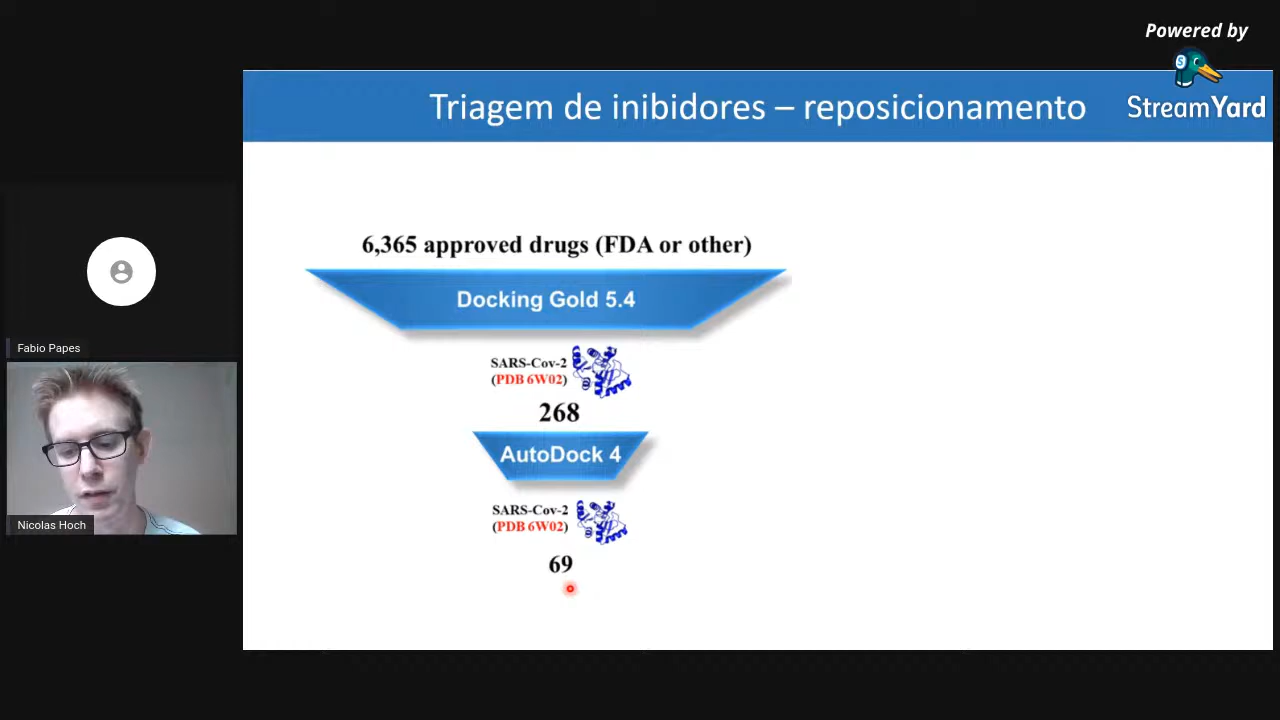 Powered by
StreamYard
Triagem de inibidores – reposicionamento
6,365 approved drugs (FDA or other)
Docking Gold 5.4
SARS-Cov-2
(PDB 6W02)
268
AutoDock 4
SARS-Cov-2
(PDB 6W02)
69
Fabio Papes
Nicolas Hoch